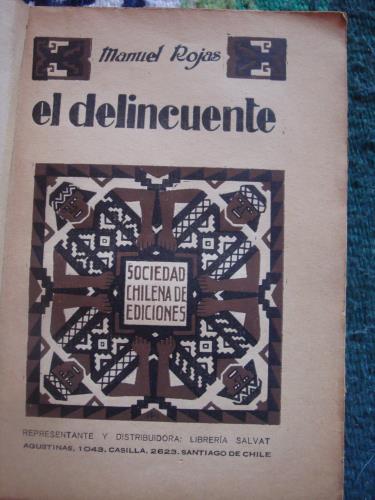 Manuel Rojas
el delincuente
SOCIEDAD
CHILENA DE
EDICIONES
REPRESENTANTE Y DISTRIBUIDORA: LIBRERÍA SALVAT
AGUSTINAS, 1043, CASILLA, 2623, SANTIAGO DE CHILE